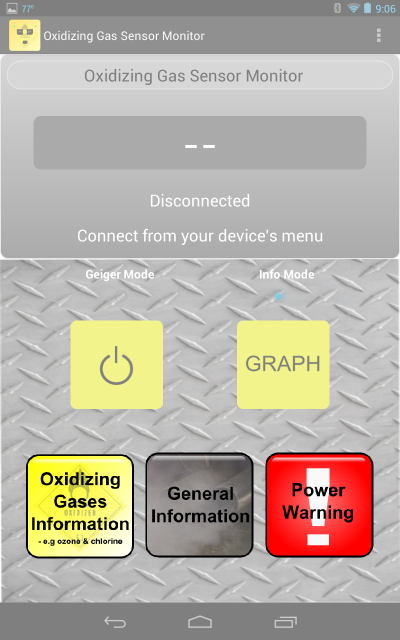 77°
9:06
Oxidizing Gas Sensor Monitor
Oxidizing Gas Sensor Monitor
--
Disconnected
Connect from your device's menu
Geiger Mode
Info Mode
GRAPH
Oxidizing
Gases
Information
- e.g ozone & chlorine
OXIDIZER
General
Information
Power
Warning
!